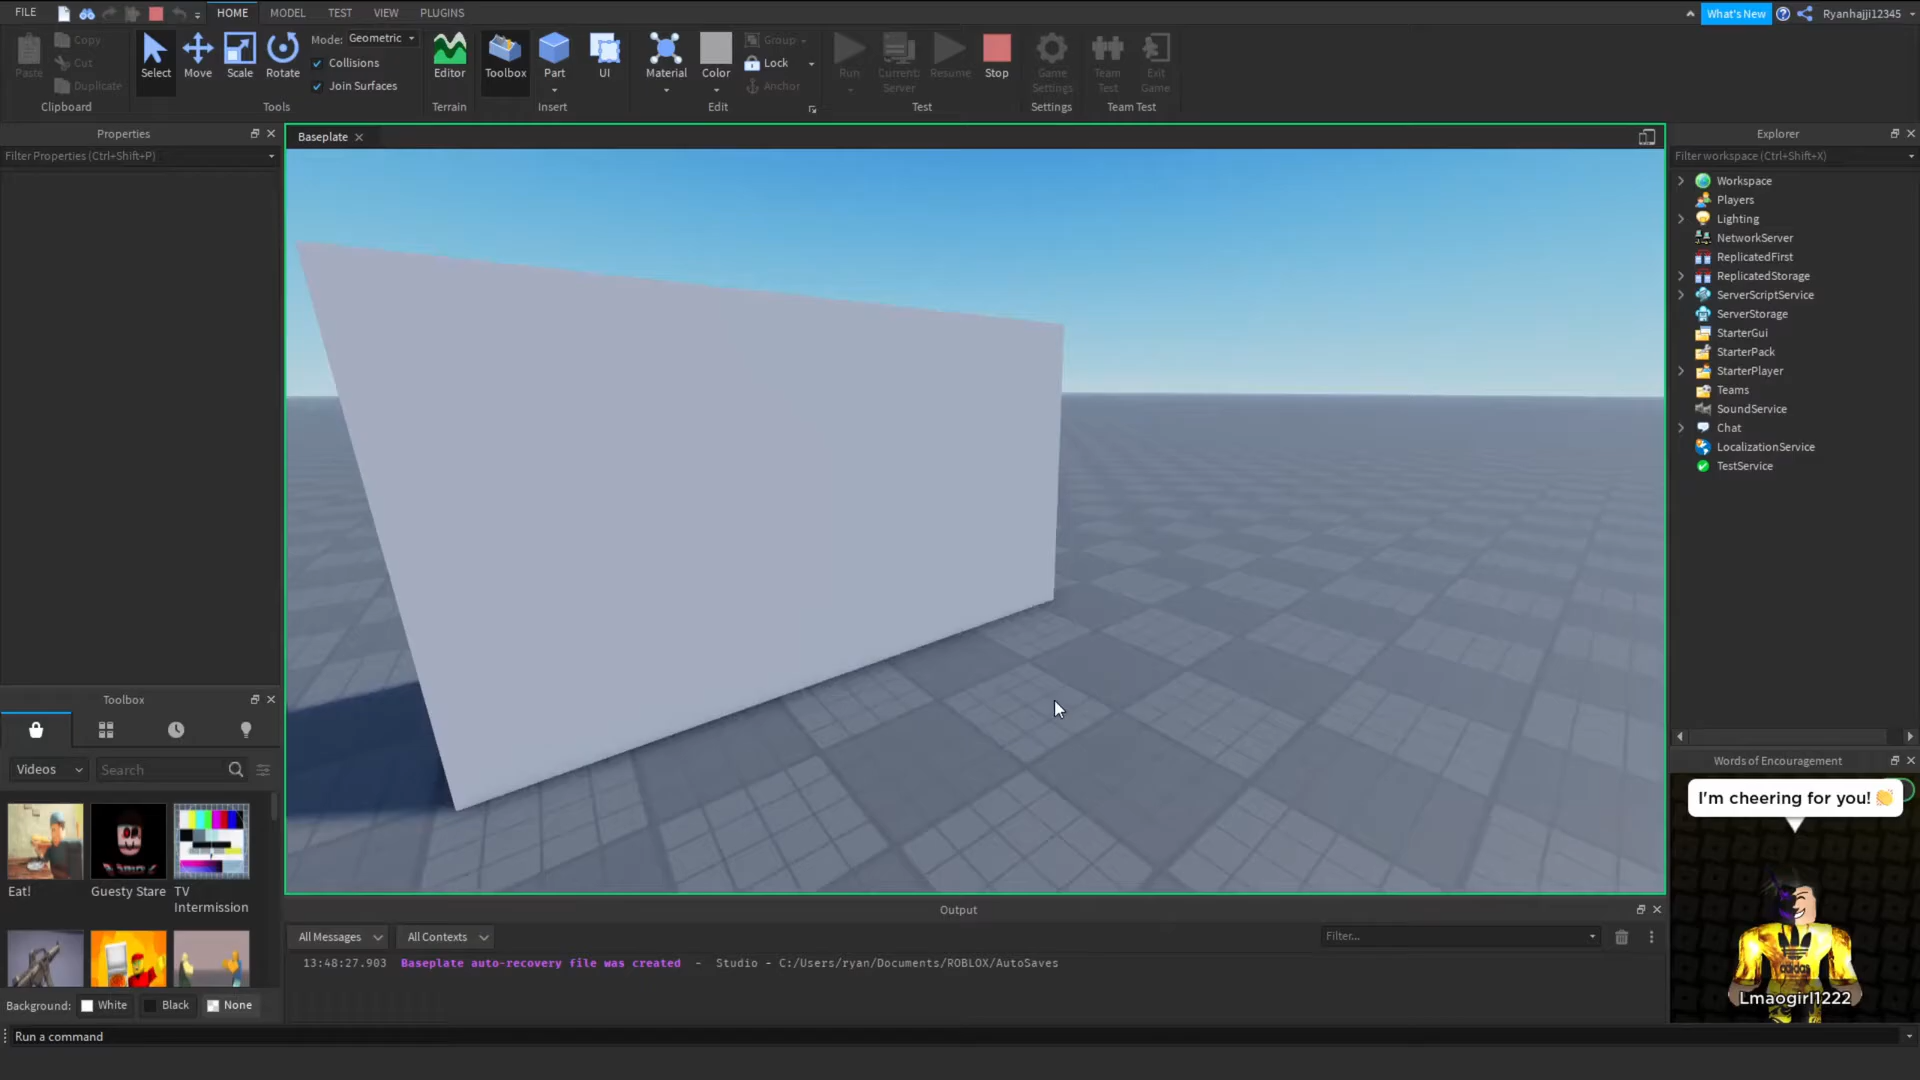 FILE
HOME
MODEL
TEST
VIEW
PLUGINS
What's New
Ryanhajji12345
Paste
Copy
Cut
Duplicate
Clipboard
Select
Move
Scale
Rotate
Mode: Geometric
Collisions
Join Surfaces
Tools
Editor
Terrain
Toolbox
Part
UI
Insert
Material
Color
Group
Lock
Anchor
Edit
Run
Current:
Server
Resume
Stop
Test
Game
Settings
Settings
Team
Test
Exit
Game
Team Test
Properties
Filter Properties (Ctrl+Shift+P)
Baseplate
Explorer
Filter workspace (Ctrl+Shift+X)
Workspace
Players
Lighting
NetworkServer
ReplicatedFirst
ReplicatedStorage
ServerScriptService
ServerStorage
StarterGui
StarterPack
StarterPlayer
Teams
SoundService
Chat
LocalizationService
TestService
Toolbox
Videos
Search
Eat!
Guesty Stare
TV
Intermission
Background: White Black None
Output
All Messages
All Contexts
Filter...
13:48:27.903 Baseplate auto-recovery file was created - Studio - C:/Users/ryan/Documents/ROBLOX/AutoSaves
Words of Encouragement
I'm cheering for you! 👏
adidas
Lmaogirl1222
Run a command